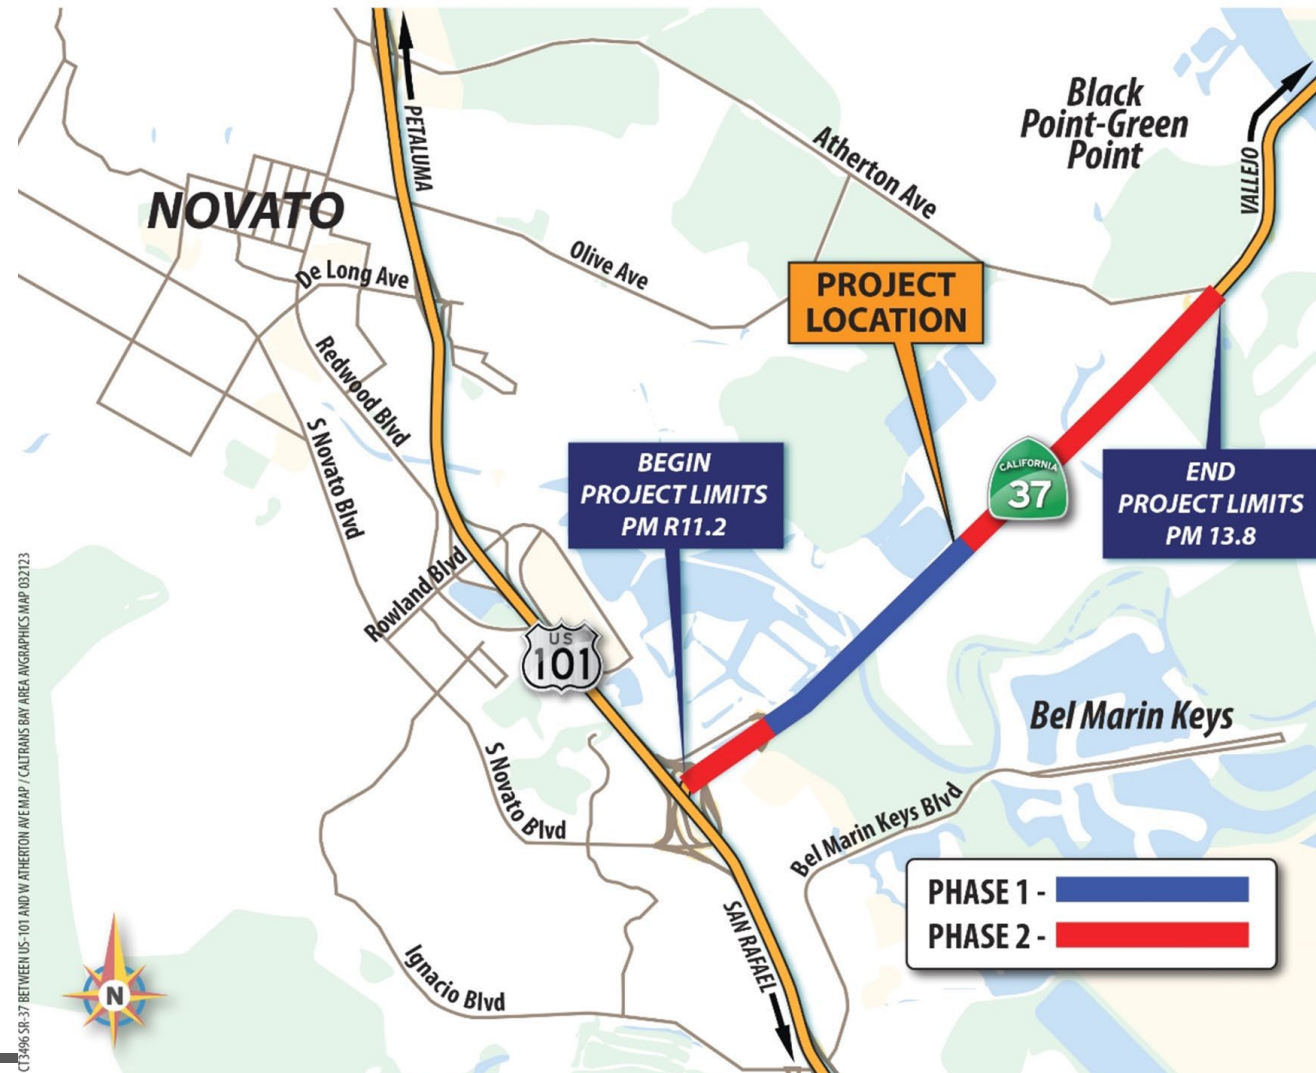 PETALUMA
Black
Point-Green
Point
VALLEJO
Atherton Ave
NOVATO
Olive Ave
De Long Ave
PROJECT
LOCATION
Redwood Blvd
S Novato Blvd
BEGIN
PROJECT LIMITS
PM R11.2
CALIFORNIA
37
END
PROJECT LIMITS
PM 13.8
Rowland Blvd
US
101
Bel Marin Keys
S Novato Blvd
Bel Marin Keys Blvd
PHASE 1 -
PHASE 2 -
SAN RAFAEL
Ignacio Blvd
N
CT3496 SR-37 BETWEEN US-101 AND W ATHERTON AVE MAP / CALTRANS BAY AREA AVGRAPHICS MAP 032123